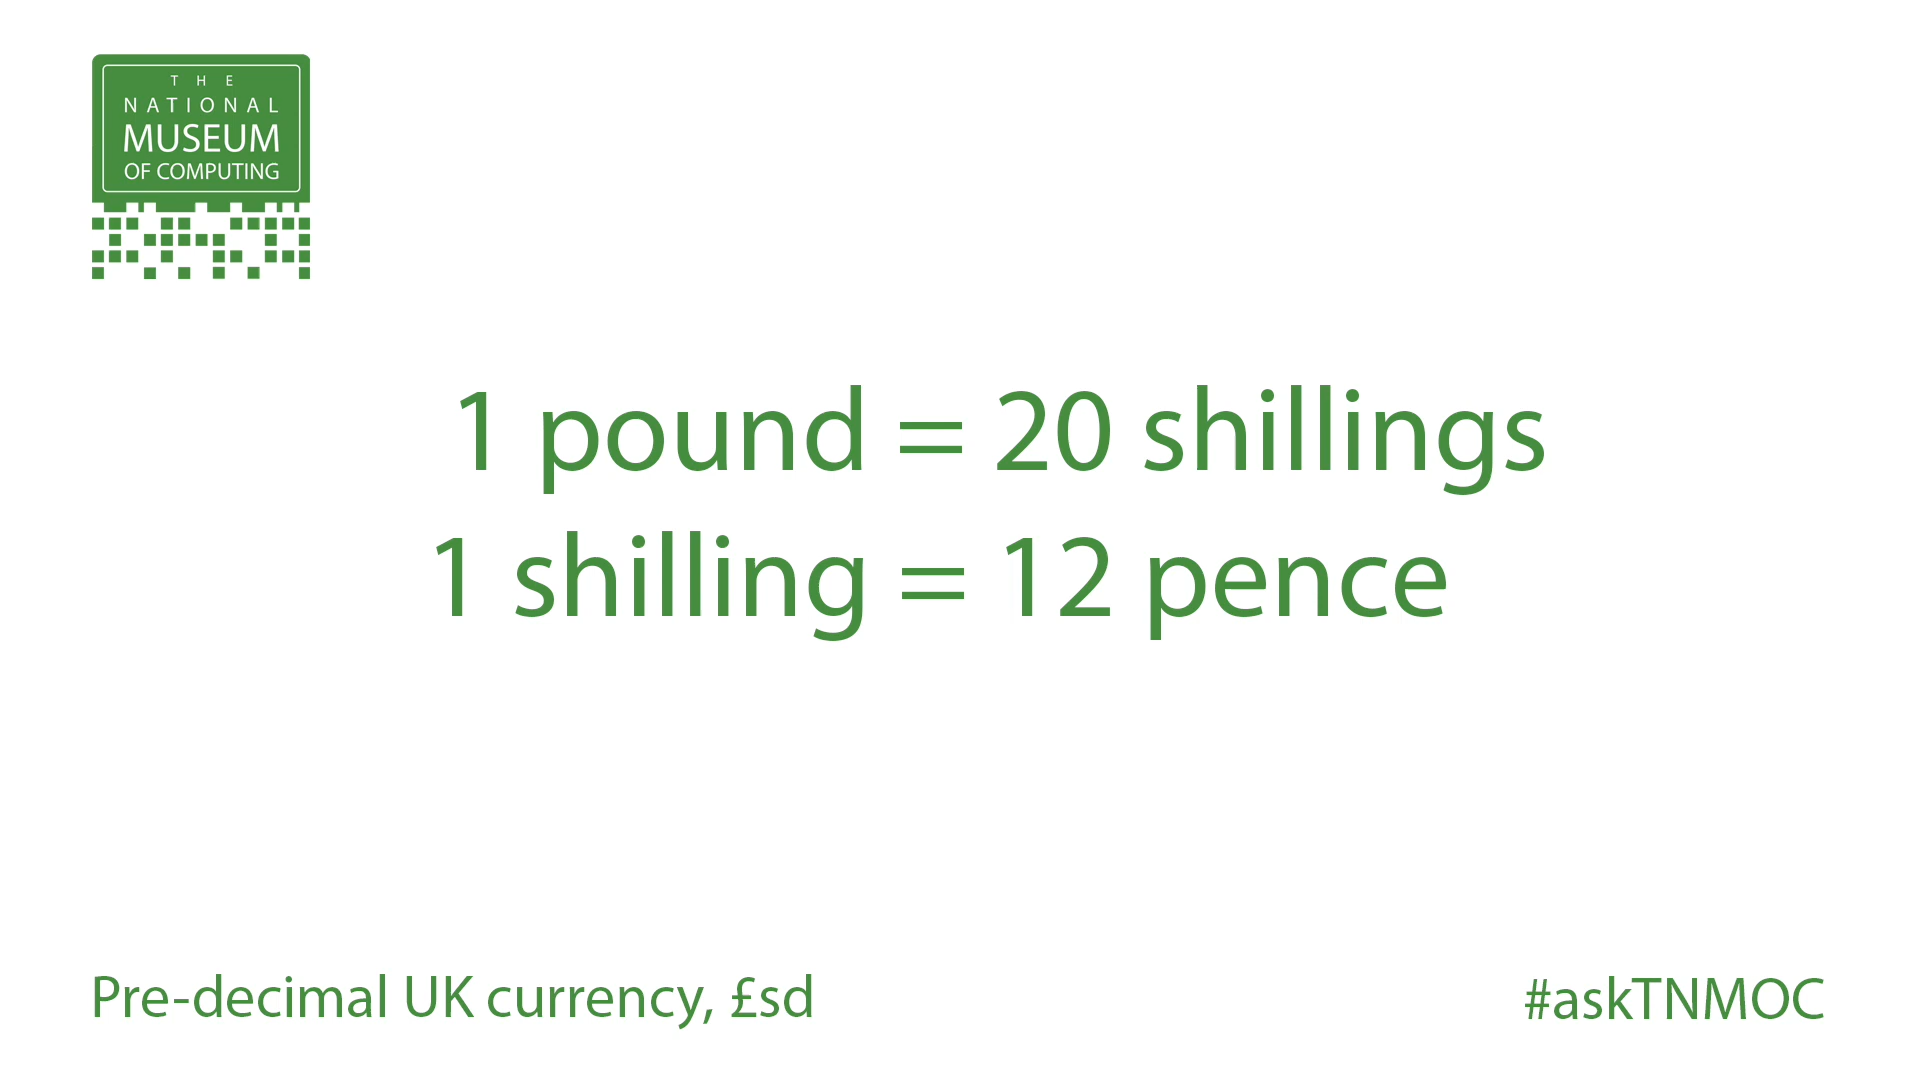 THE
NATIONAL
MUSEUM
OF COMPUTING
1 pound = 20 shillings
1 shilling = 12 pence
Pre-decimal UK currency, £sd
#askTNMOC